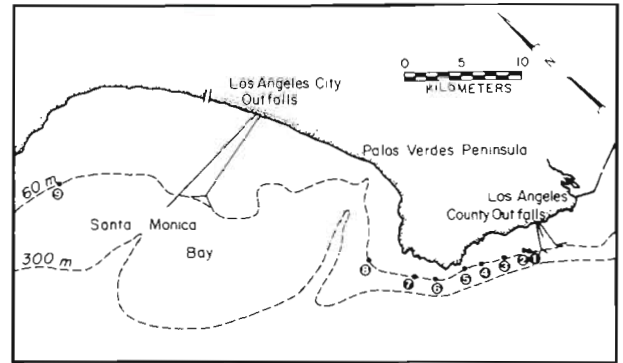 Los Angeles City
Outfalls
0 5 10
KILOMETERS
N
Palos Verdes Peninsula
Los Angeles
County Outfalls
60 m
9
Santa Monica
Bay
300 m
8
7
6
5
4
3
2
1